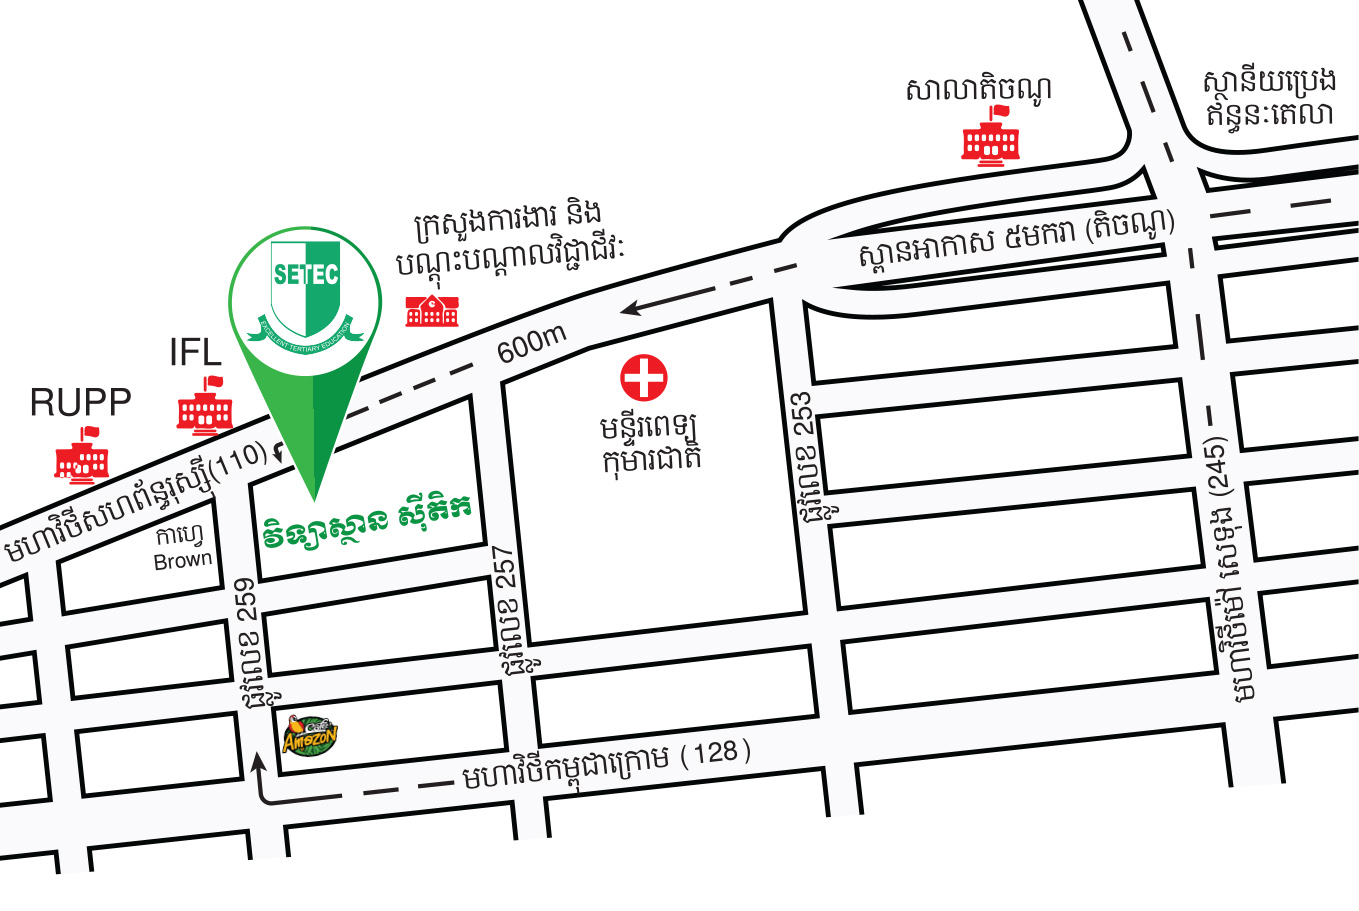 សាលាតិចណូ
ស្ថានីយប្រេង
ឥន្ធនៈតេលា
ក្រសួងការងារ និង
បណ្តុះបណ្តាលវិជ្ជាជីវៈ
ស្ពានអាកាស ៥មករា (តិចណូ)
SETEC
EXCELLENT TERTIARY EDUCATION
600m
IFL
RUPP
មន្ទីរពេទ្យ
កុមារជាតិ
មហាវិថីសហព័ន្ធរុស្ស៊ី(110)
វិទ្យាស្ថាន ស៊ីតិក
កាហ្វេ
Brown
ផ្លូវលេខ 259
ផ្លូវលេខ 257
ផ្លូវលេខ 253
មហាវិថីម៉ៅ សេទុង (245)
Café
AMAZON
មហាវិថីកម្ពុជាក្រោម (128)